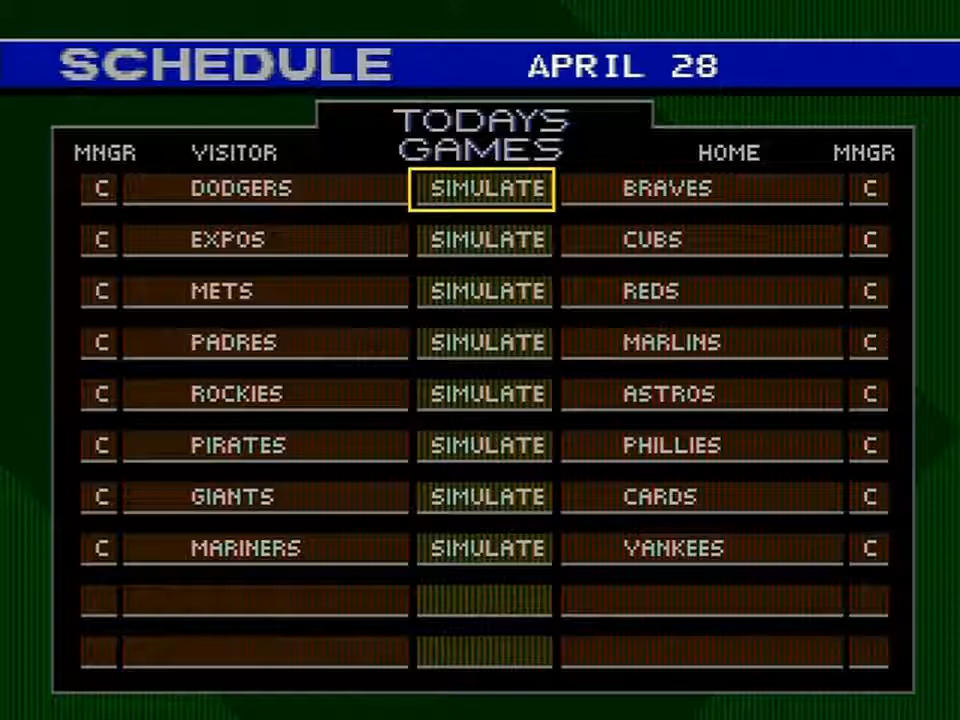 SCHEDULE APRIL 28
TODAYS
GAMES
MNGR VISITOR HOME MNGR
C DODGERS SIMULATE BRAVES C
C EXPOS SIMULATE CUBS C
C METS SIMULATE REDS C
C PADRES SIMULATE MARLINS C
C ROCKIES SIMULATE ASTROS C
C PIRATES SIMULATE PHILLIES C
C GIANTS SIMULATE CARDS C
C MARINERS SIMULATE YANKEES C